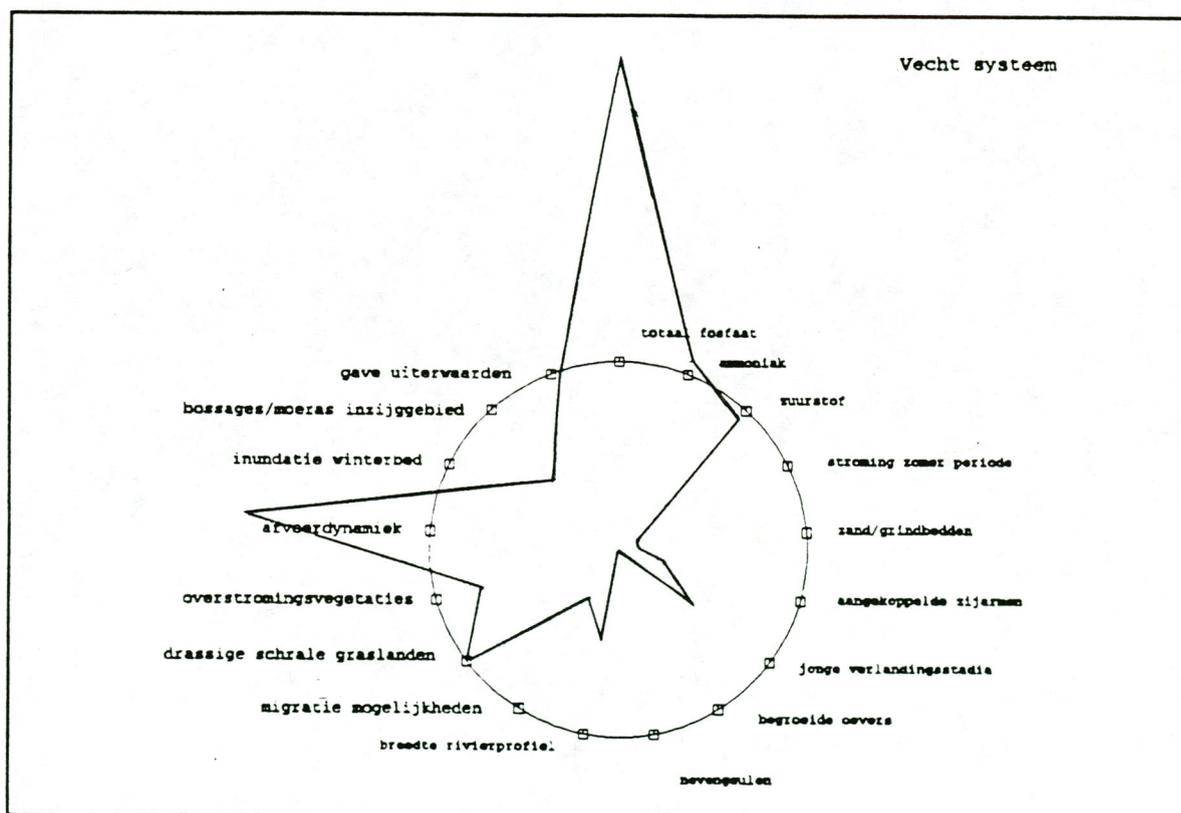 Vecht systeem
totaal fosfaat
ammoniak
zuurstof
stroming zomer periode
zand/grindbedden
aangekoppelde zijarmen
jonge verlandingsstadia
begroeide oevers
nevengeulen
breedte rivierprofiel
migratie mogelijkheden
drassige schrale graslanden
overstromingsvegetaties
afvoerdynamiek
inundatie winterbed
bossages/moeras inzijggebied
gave uiterwaarden